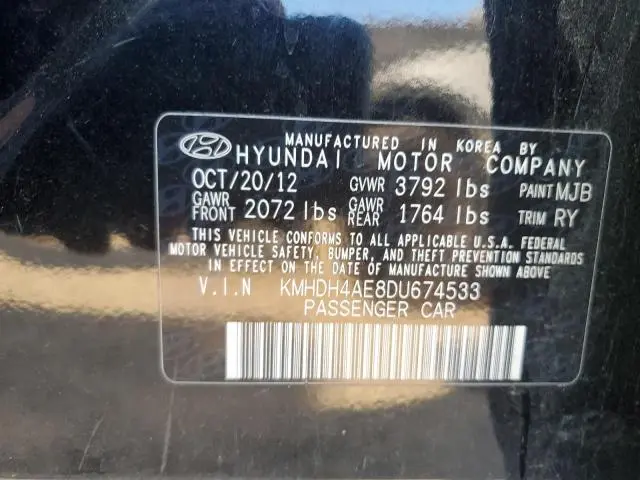 MANUFACTURED IN KOREA BY
HYUNDAI MOTOR COMPANY
OCT/20/12 GVWR 3792 lbs PAINT MJB
GAWR FRONT 2072 lbs GAWR REAR 1764 lbs TRIM RY
THIS VEHICLE CONFORMS TO ALL APPLICABLE U.S.A. FEDERAL
MOTOR VEHICLE SAFETY, BUMPER, AND THEFT PREVENTION
STANDARDS IN EFFECT ON THE DATE OF MANUFACTURE SHOWN ABOVE
V.I.N KMHDH4AE8DU674533
PASSENGER CAR